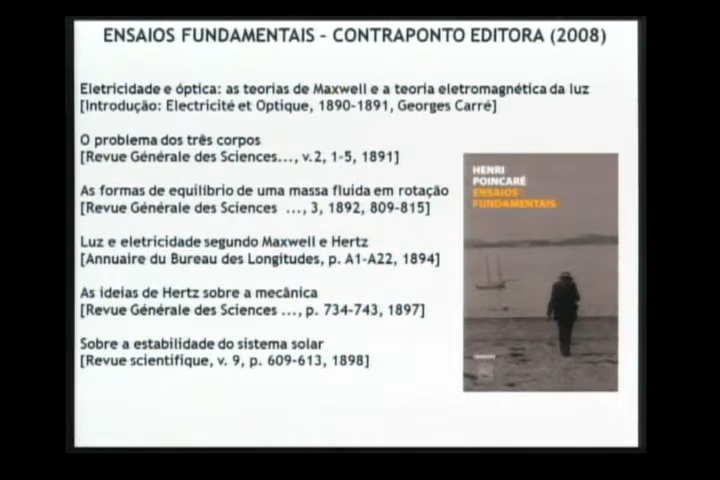 ENSAIOS FUNDAMENTAIS - CONTRAPONTO EDITORA (2008)
Eletricidade e óptica: as teorias de Maxwell e a teoria eletromagnética da luz
[Introdução: Electricité et Optique, 1890-1891, Georges Carré]
O problema dos três corpos
[Revue Générale des Sciences..., v.2, 1-5, 1891]
As formas de equilíbrio de uma massa fluida em rotação
[Revue Générale des Sciences ..., 3, 1892, 809-815]
Luz e eletricidade segundo Maxwell e Hertz
[Annuaire du Bureau des Longitudes, p. A1-A22, 1894]
As ideias de Hertz sobre a mecânica
[Revue Générale des Sciences ..., p. 734-743, 1897]
Sobre a estabilidade do sistema solar
[Revue scientifique, v. 9, p. 609-613, 1898]
HENRI
POINCARÉ
ENSAIOS
FUNDAMENTAIS